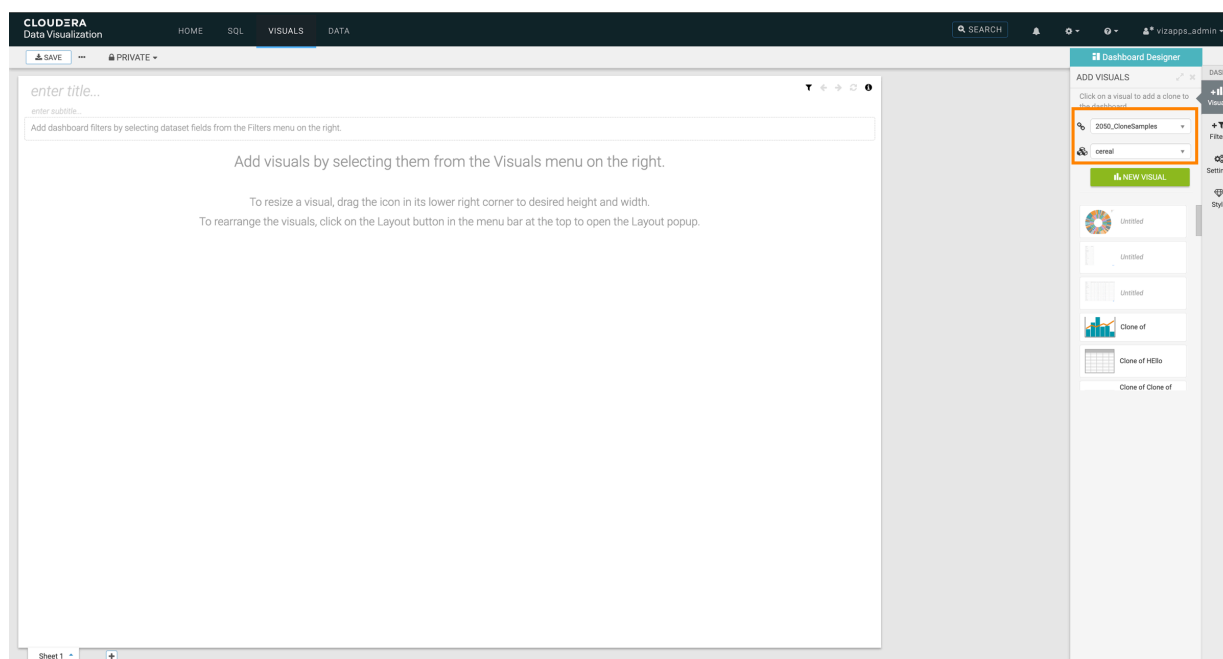 CLOUDERA
Data Visualization
HOME SQL VISUALS DATA
SEARCH
vizapps_admin
SAVE
PRIVATE
Dashboard Designer
enter title...
enter subtitle...
Add dashboard filters by selecting dataset fields from the Filters menu on the right.
Add visuals by selecting them from the Visuals menu on the right.
To resize a visual, drag the icon in its lower right corner to desired height and width.
To rearrange the visuals, click on the Layout button in the menu bar at the top to open the Layout popup.
ADD VISUALS
Click on a visual to add a clone to
the dashboard
2050_CloneSamples
cereal
NEW VISUAL
Untitled
Untitled
Untitled
Clone of
Clone of HEllo
Clone of Clone of
Sheet 1